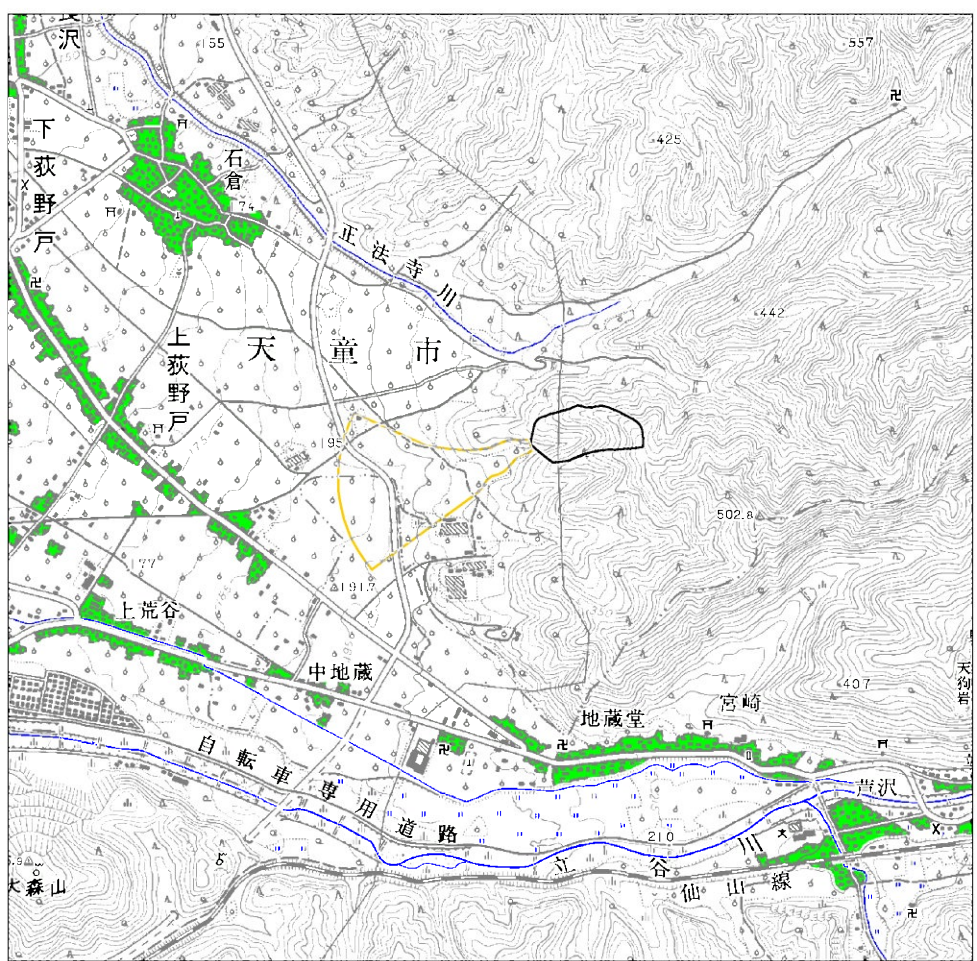 155
557
下荻野戸
石倉
425
174
正法寺川
442
上荻野戸
天童市
195
502.8
177
191.7
上荒谷
中地蔵
407
天狗岩
宮崎
地蔵堂
自転車専用道路
芦沢
210
立谷川
仙山線
大森山